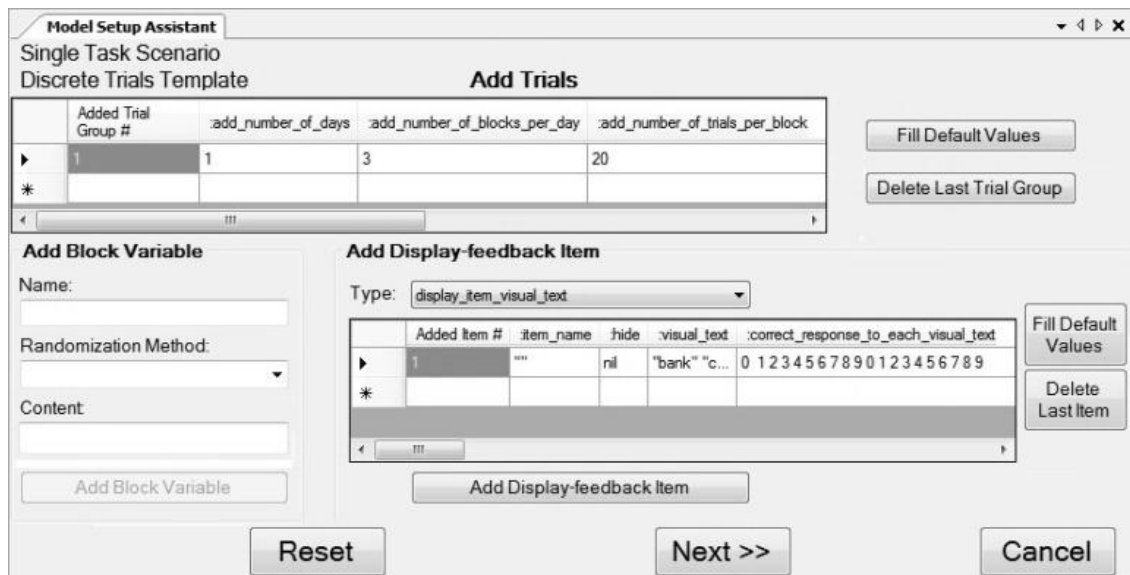 Model Setup Assistant
Single Task Scenario
Discrete Trials Template
Add Trials
Added Trial Group # :add_number_of_days :add_number_of_blocks_per_day :add_number_of_trials_per_block
1 1 3 20
Fill Default Values
Delete Last Trial Group
Add Block Variable
Name:
Randomization Method:
Content:
Add Block Variable
Add Display-feedback Item
Type: display_item_visual_text
Added Item # :item_name :hide :visual_text :correct_response_to_each_visual_text
1 "" nil "bank" "c... 0 1 2 3 4 5 6 7 8 9 0 1 2 3 4 5 6 7 8 9
Fill Default Values
Delete Last Item
Add Display-feedback Item
Reset Next >> Cancel